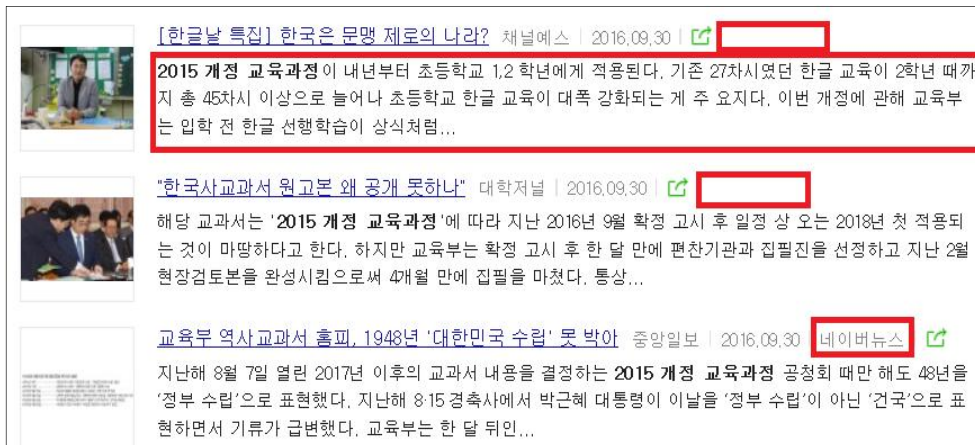 [한글날 특집] 한국은 문맹 제로의 나라? 채널예스 | 2016.09.30 |
2015 개정 교육과정이 내년부터 초등학교 1,2 학년에게 적용된다. 기존 27차시였던 한글 교육이 2학년 때까
지 총 45차시 이상으로 늘어나 초등학교 한글 교육이 대폭 강화되는 게 주 요지다. 이번 개정에 관해 교육부
는 입학 전 한글 선행학습이 상식처럼...
"한국사교과서 원고본 왜 공개 못하나" 대학저널 | 2016.09.30 |
해당 교과서는 '2015 개정 교육과정'에 따라 지난 2016년 9월 확정 고시 후 일정 상 오는 2018년 첫 적용되
는 것이 마땅하다고 한다. 하지만 교육부는 확정 고시 후 한 달 만에 편찬기관과 집필진을 선정하고 지난 2월
현장검토본을 완성시킴으로써 4개월 만에 집필을 마쳤다. 통상...
교육부 역사교과서 홈피, 1948년 '대한민국 수립' 못 박아 중앙일보 | 2016.09.30 | 네이버뉴스 |
지난해 8월 7일 열린 2017년 이후의 교과서 내용을 결정하는 2015 개정 교육과정 공청회 때만 해도 48년을
‘정부 수립’으로 표현했다. 지난해 8·15 경축사에서 박근혜 대통령이 이날을 ‘정부 수립’이 아닌 ‘건국’으로 표
현하면서 기류가 급변했다. 교육부는 한 달 뒤인...